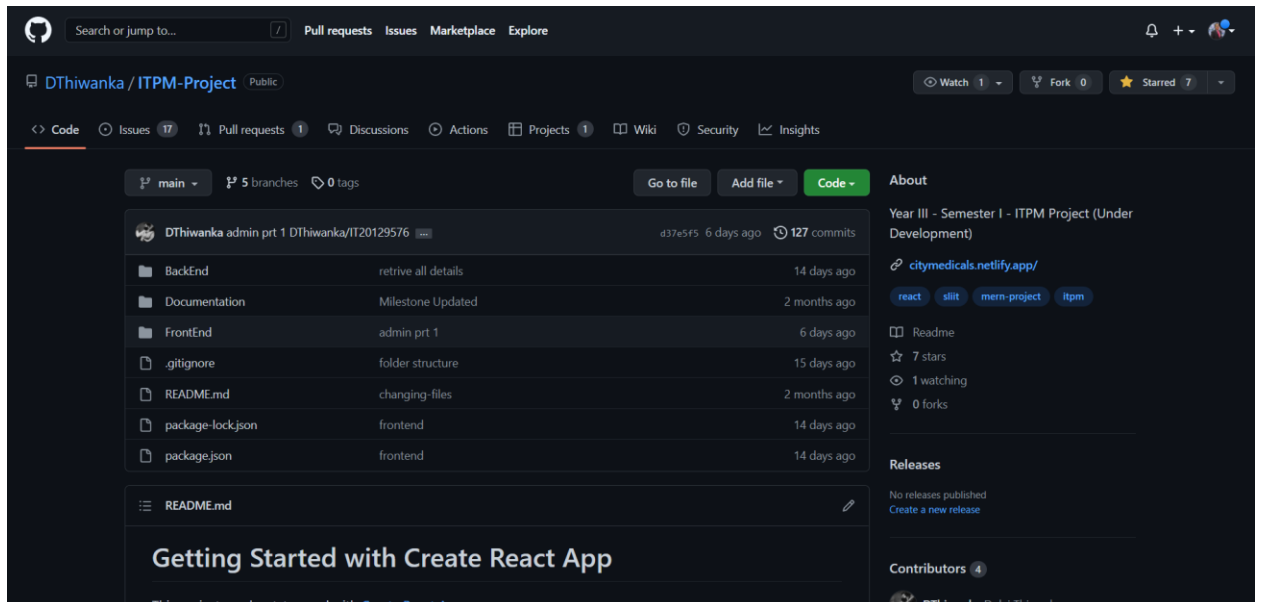 Search or jump to... / Pull requests Issues Marketplace Explore
DThiwanka / ITPM-Project Public Watch 1 Fork 0 Starred 7
Code Issues 17 Pull requests 1 Discussions Actions Projects 1 Wiki Security Insights
main 5 branches 0 tags Go to file Add file Code
DThiwanka admin prt 1 DThiwanka/IT20129576 ... d37e5f5 6 days ago 127 commits
BackEnd retrive all details 14 days ago
Documentation Milestone Updated 2 months ago
FrontEnd admin prt 1 6 days ago
.gitignore folder structure 15 days ago
README.md changing-files 2 months ago
package-lock.json frontend 14 days ago
package.json frontend 14 days ago
README.md
Getting Started with Create React App
About
Year III - Semester I - ITPM Project (Under
Development)
citymedicals.netlify.app/
react sliit mern-project itpm
Readme
7 stars
1 watching
0 forks
Releases
No releases published
Create a new release
Contributors 4